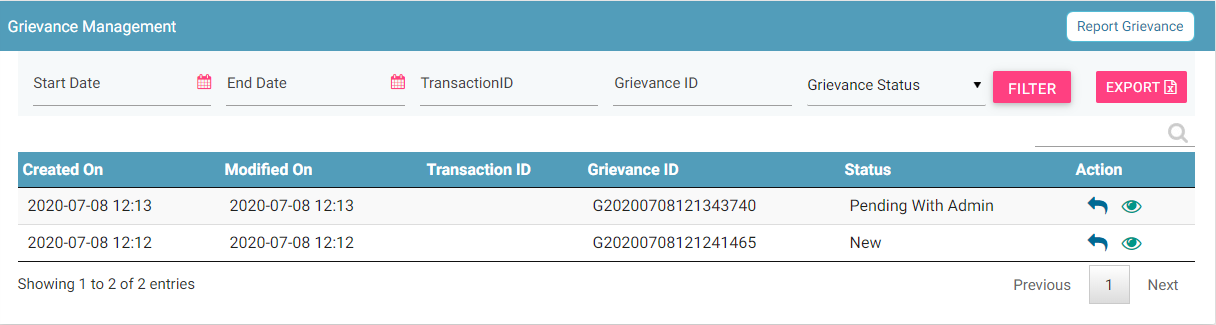 Grievance Management Report Grievance
Start Date End Date TransactionID Grievance ID Grievance Status FILTER EXPORT
Created On Modified On Transaction ID Grievance ID Status Action
2020-07-08 12:13 2020-07-08 12:13 G20200708121343740 Pending With Admin
2020-07-08 12:12 2020-07-08 12:12 G20200708121241465 New
Showing 1 to 2 of 2 entries Previous 1 Next